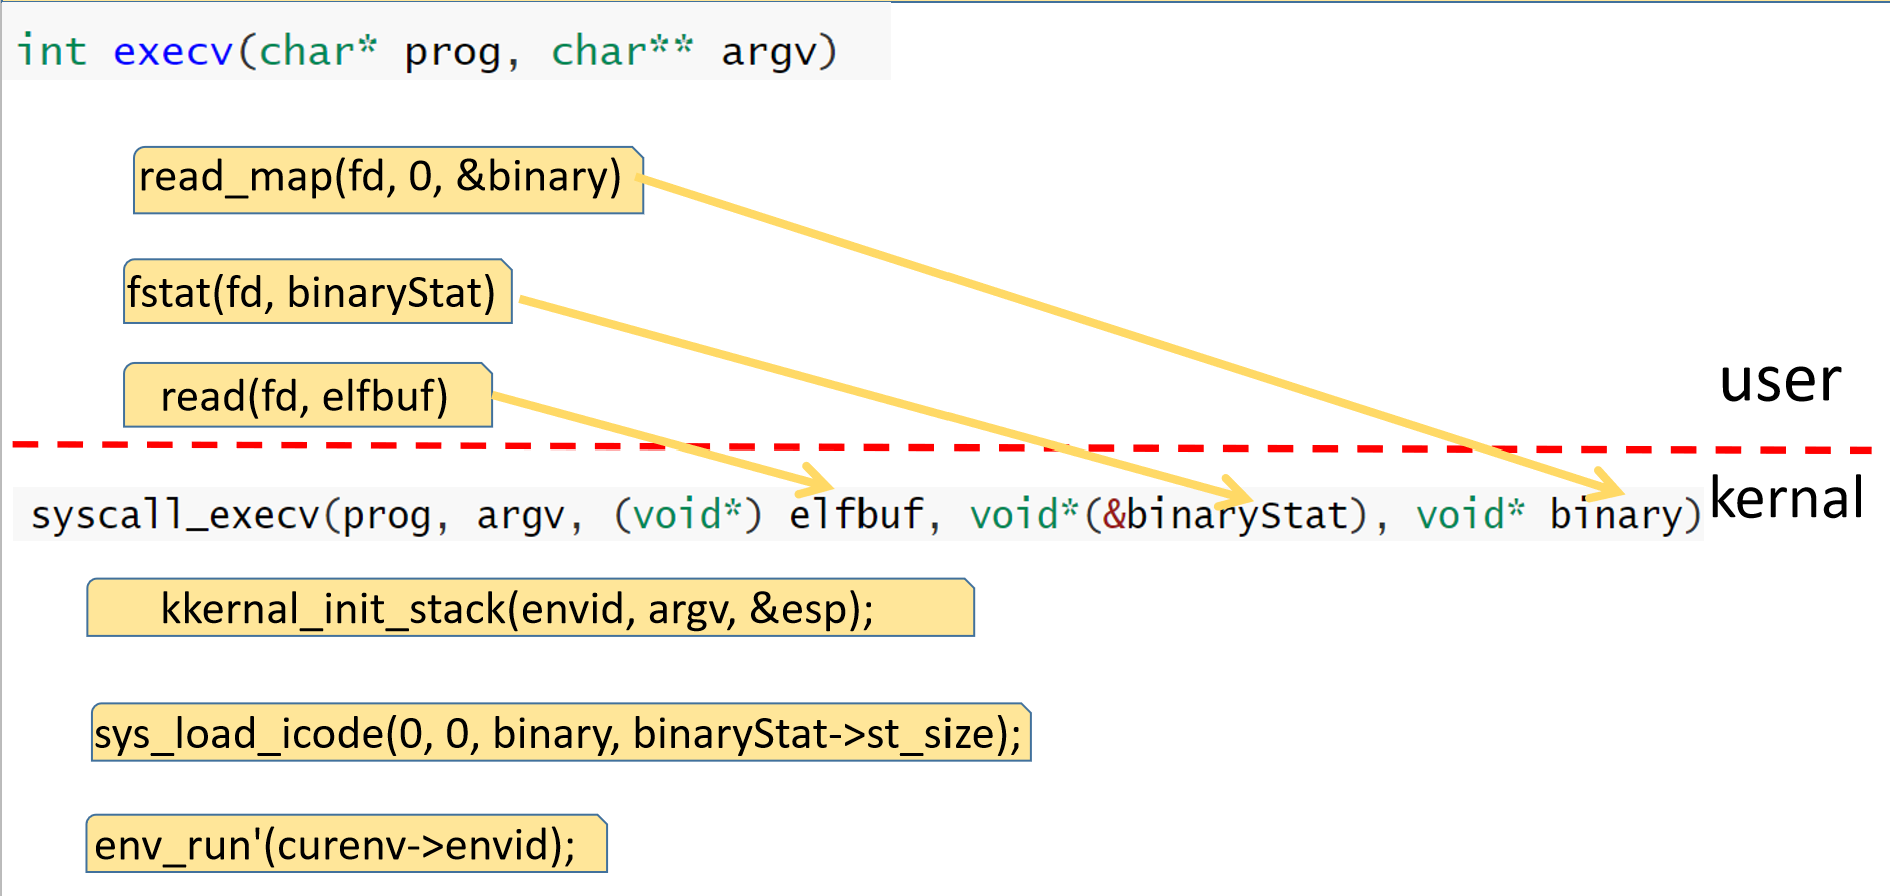 int execv(char* prog, char** argv)
read_map(fd, 0, &binary)
fstat(fd, binaryStat)
read(fd, elfbuf)
user
syscall_execv(prog, argv, (void*) elfbuf, void*(&binaryStat), void* binary)
kernal
kkernal_init_stack(envid, argv, &esp);
sys_load_icode(0, 0, binary, binaryStat->st_size);
env_run'(curenv->envid);